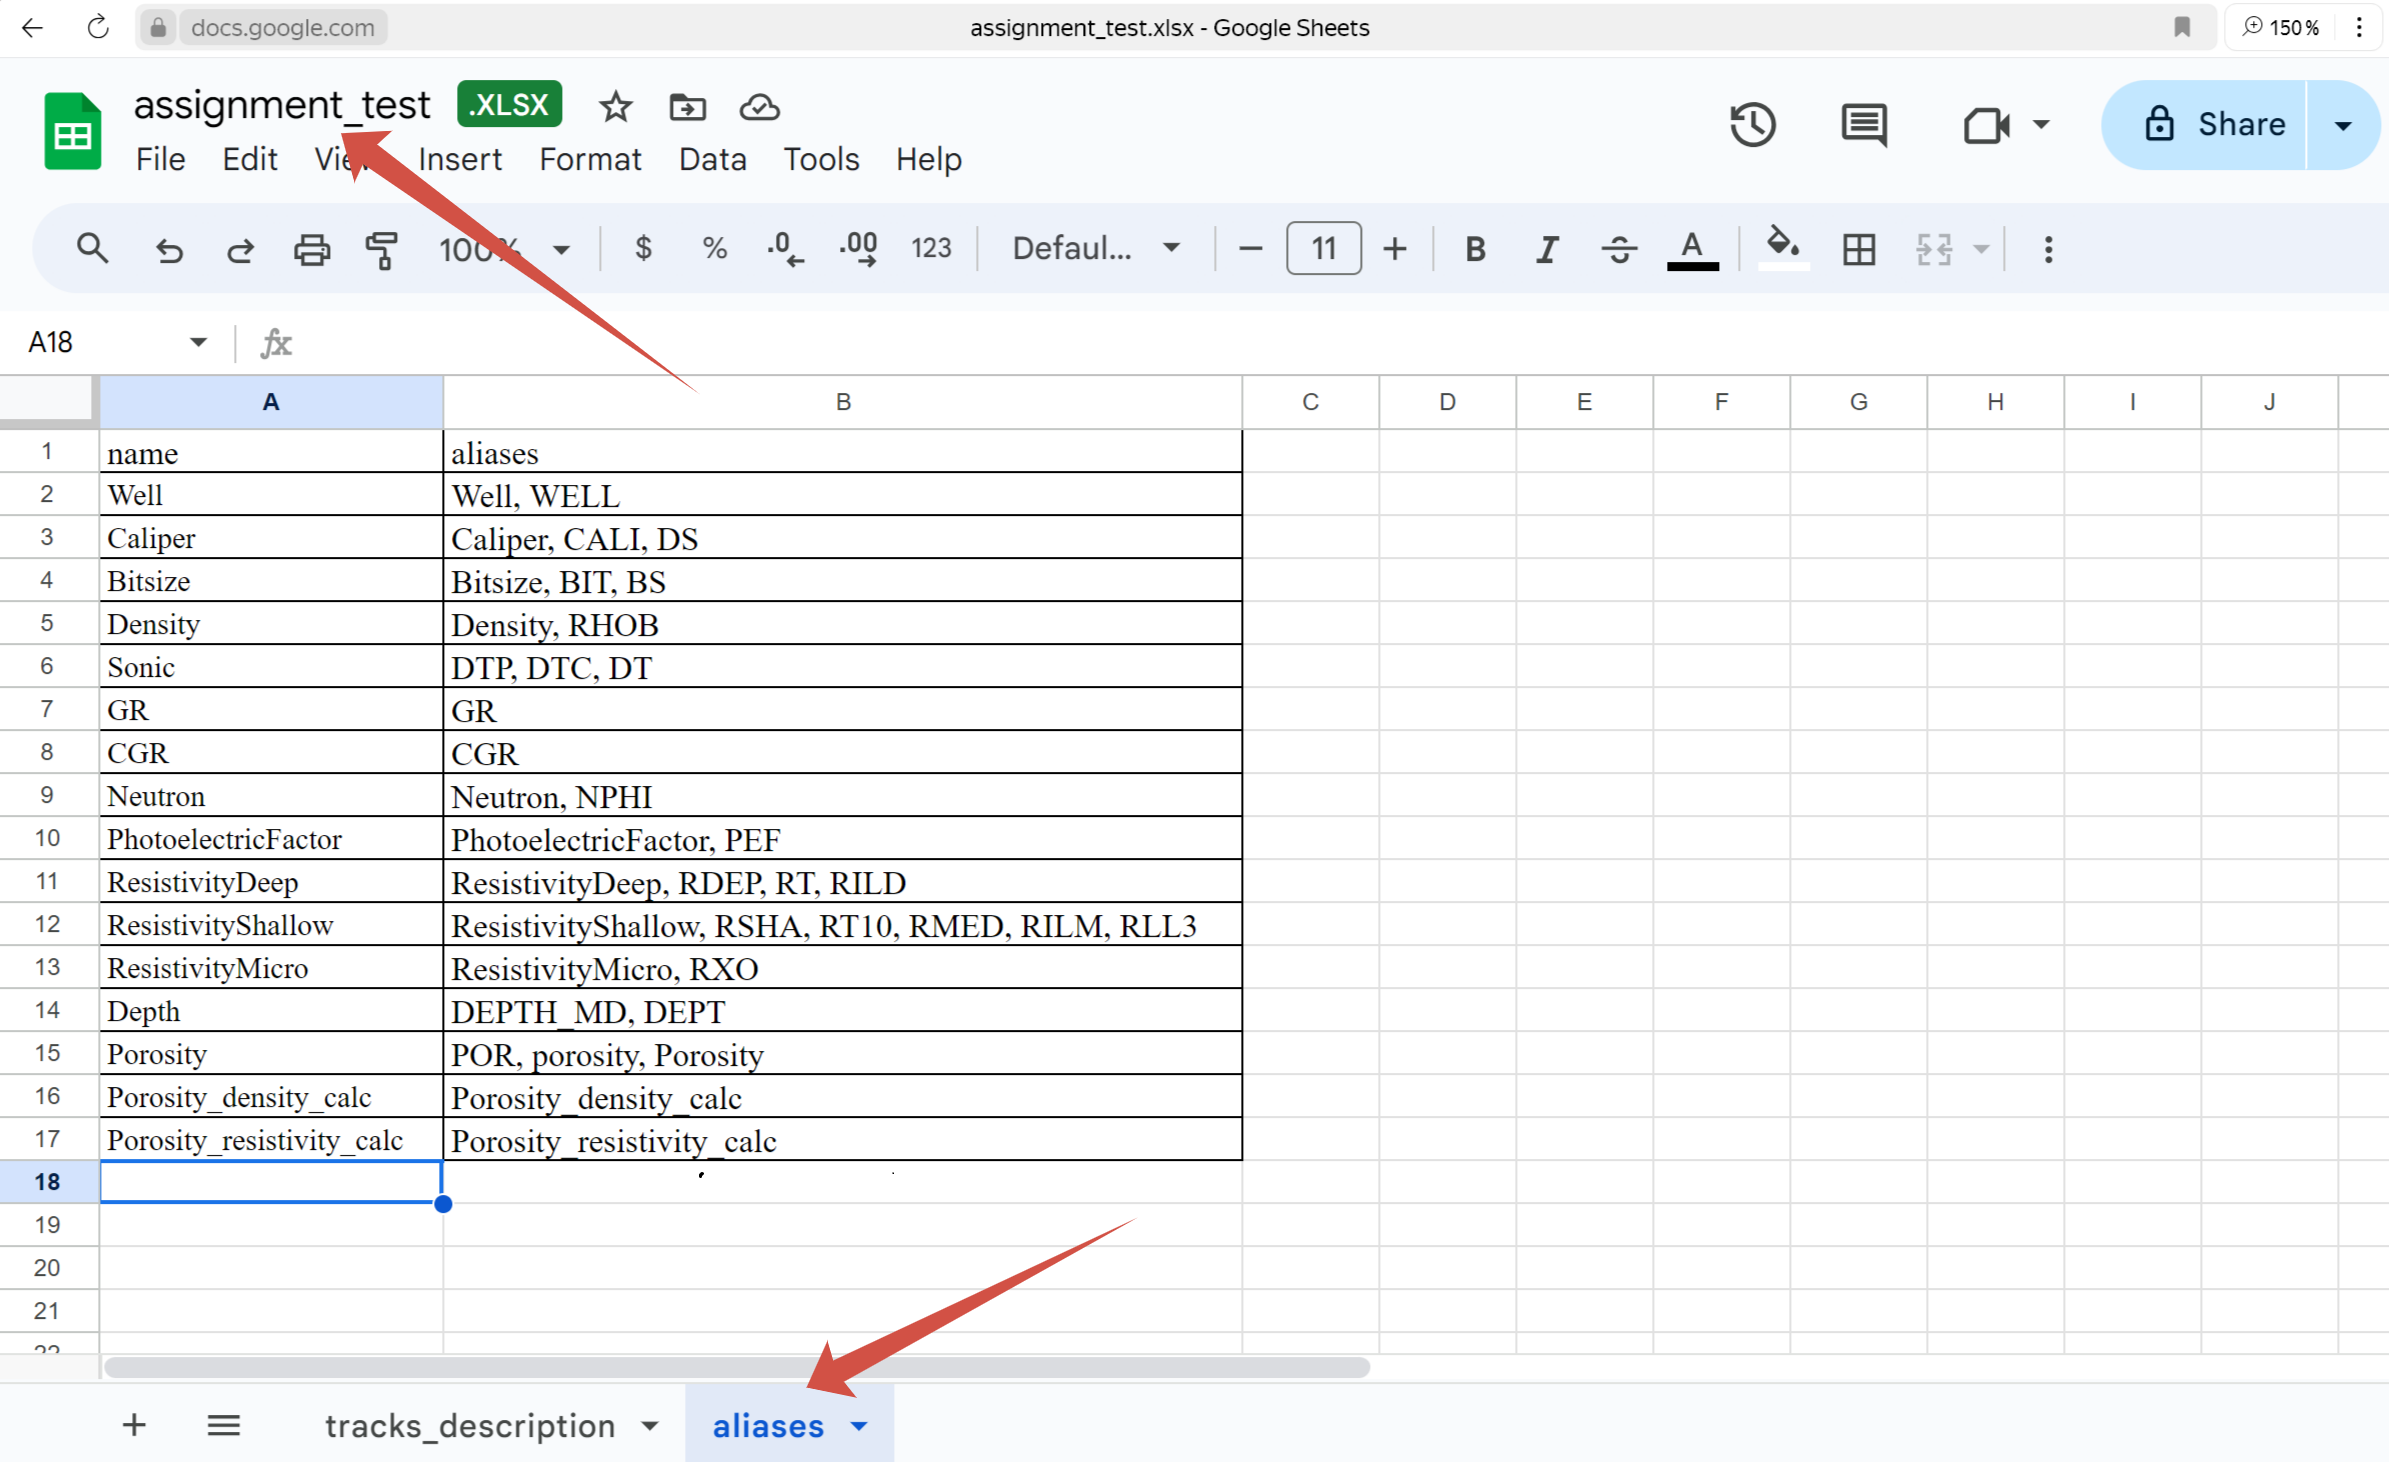 docs.google.com assignment_test.xlsx - Google Sheets 150 %
assignment_test .XLSX Share
File Edit View Insert Format Data Tools Help
100% $ % .0 .00 123 Defaul... 11 B I S A
A18 fx
A B C D E F G H I J
1 name aliases
2 Well Well, WELL
3 Caliper Caliper, CALI, DS
4 Bitsize Bitsize, BIT, BS
5 Density Density, RHOB
6 Sonic DTP, DTC, DT
7 GR GR
8 CGR CGR
9 Neutron Neutron, NPHI
10 PhotoelectricFactor PhotoelectricFactor, PEF
11 ResistivityDeep ResistivityDeep, RDEP, RT, RILD
12 ResistivityShallow ResistivityShallow, RSHA, RT10, RMED, RILM, RLL3
13 ResistivityMicro ResistivityMicro, RXO
14 Depth DEPTH_MD, DEPT
15 Porosity POR, porosity, Porosity
16 Porosity_density_calc Porosity_density_calc
17 Porosity_resistivity_calc Porosity_resistivity_calc
18
19
20
21
22
tracks_description aliases